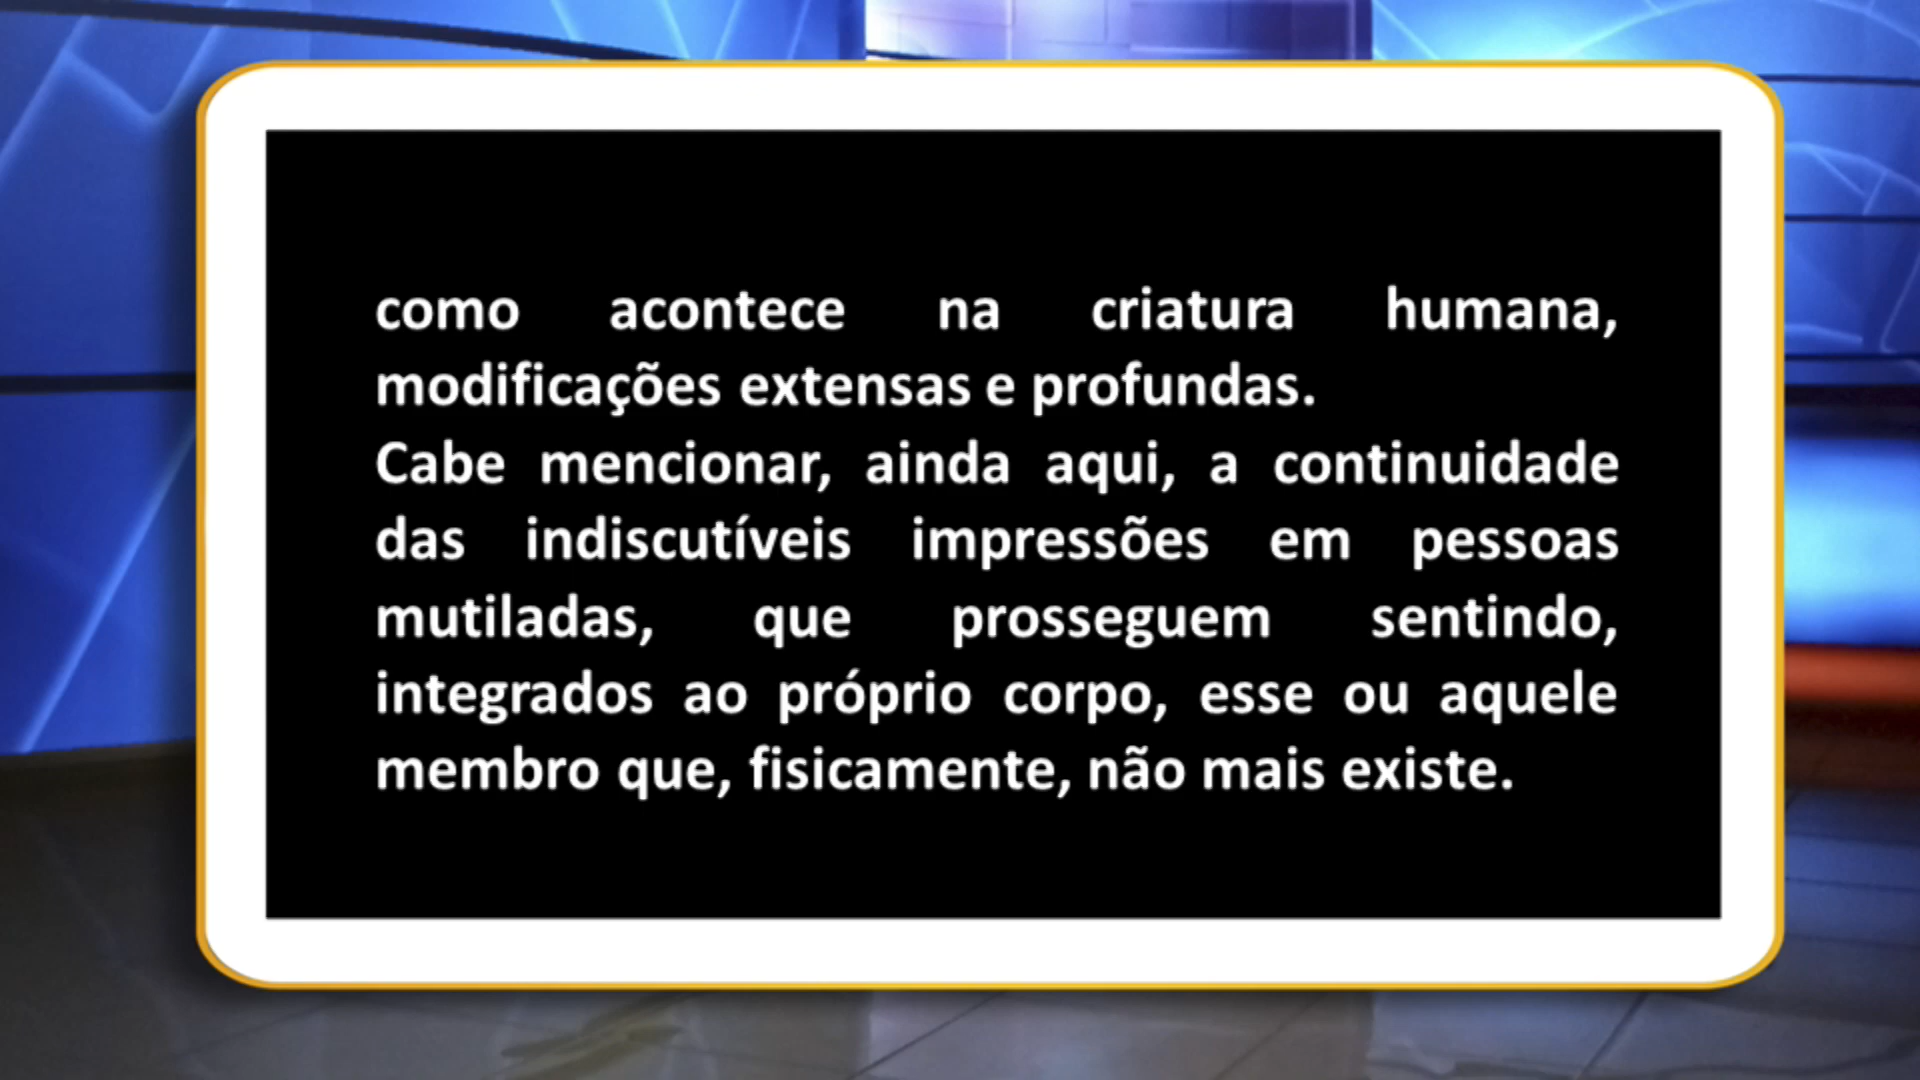 como acontece na criatura humana,
modificações extensas e profundas.
Cabe mencionar, ainda aqui, a continuidade
das indiscutíveis impressões em pessoas
mutiladas, que prosseguem sentindo,
integrados ao próprio corpo, esse ou aquele
membro que, fisicamente, não mais existe.